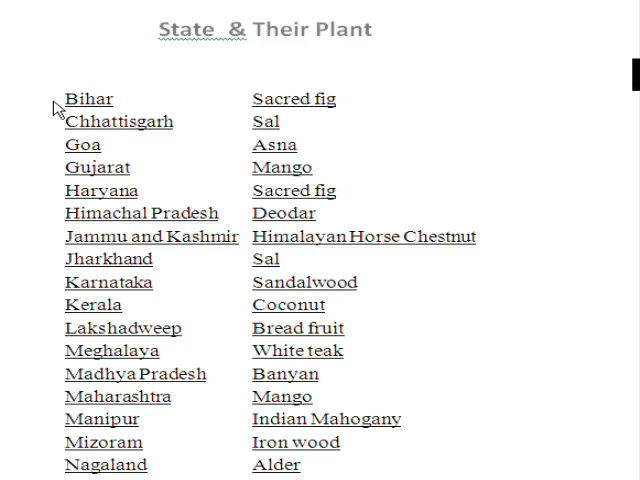 State & Their Plant
Bihar Sacred fig
Chhattisgarh Sal
Goa Asna
Gujarat Mango
Haryana Sacred fig
Himachal Pradesh Deodar
Jammu and Kashmir Himalayan Horse Chestnut
Jharkhand Sal
Karnataka Sandalwood
Kerala Coconut
Lakshadweep Bread fruit
Meghalaya White teak
Madhya Pradesh Banyan
Maharashtra Mango
Manipur Indian Mahogany
Mizoram Iron wood
Nagaland Alder